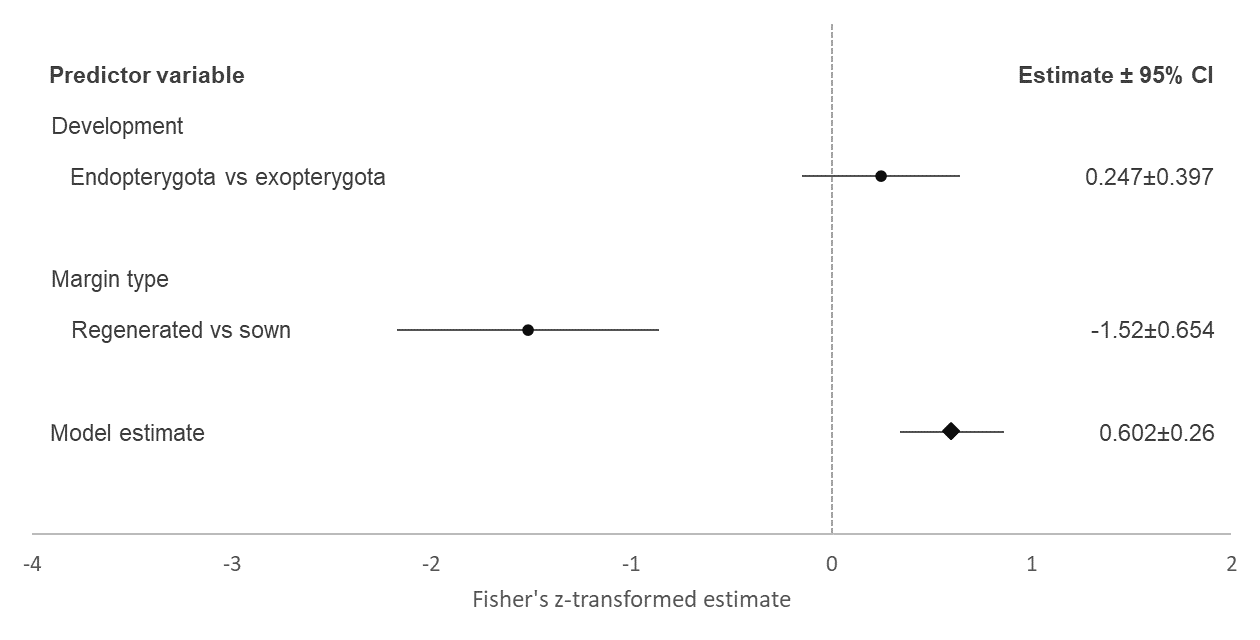 Predictor variable Estimate ± 95% CI
Development
Endopterygota vs exopterygota 0.247±0.397
Margin type
Regenerated vs sown -1.52±0.654
Model estimate 0.602±0.26
-4 -3 -2 -1 0 1 2
Fisher's z-transformed estimate